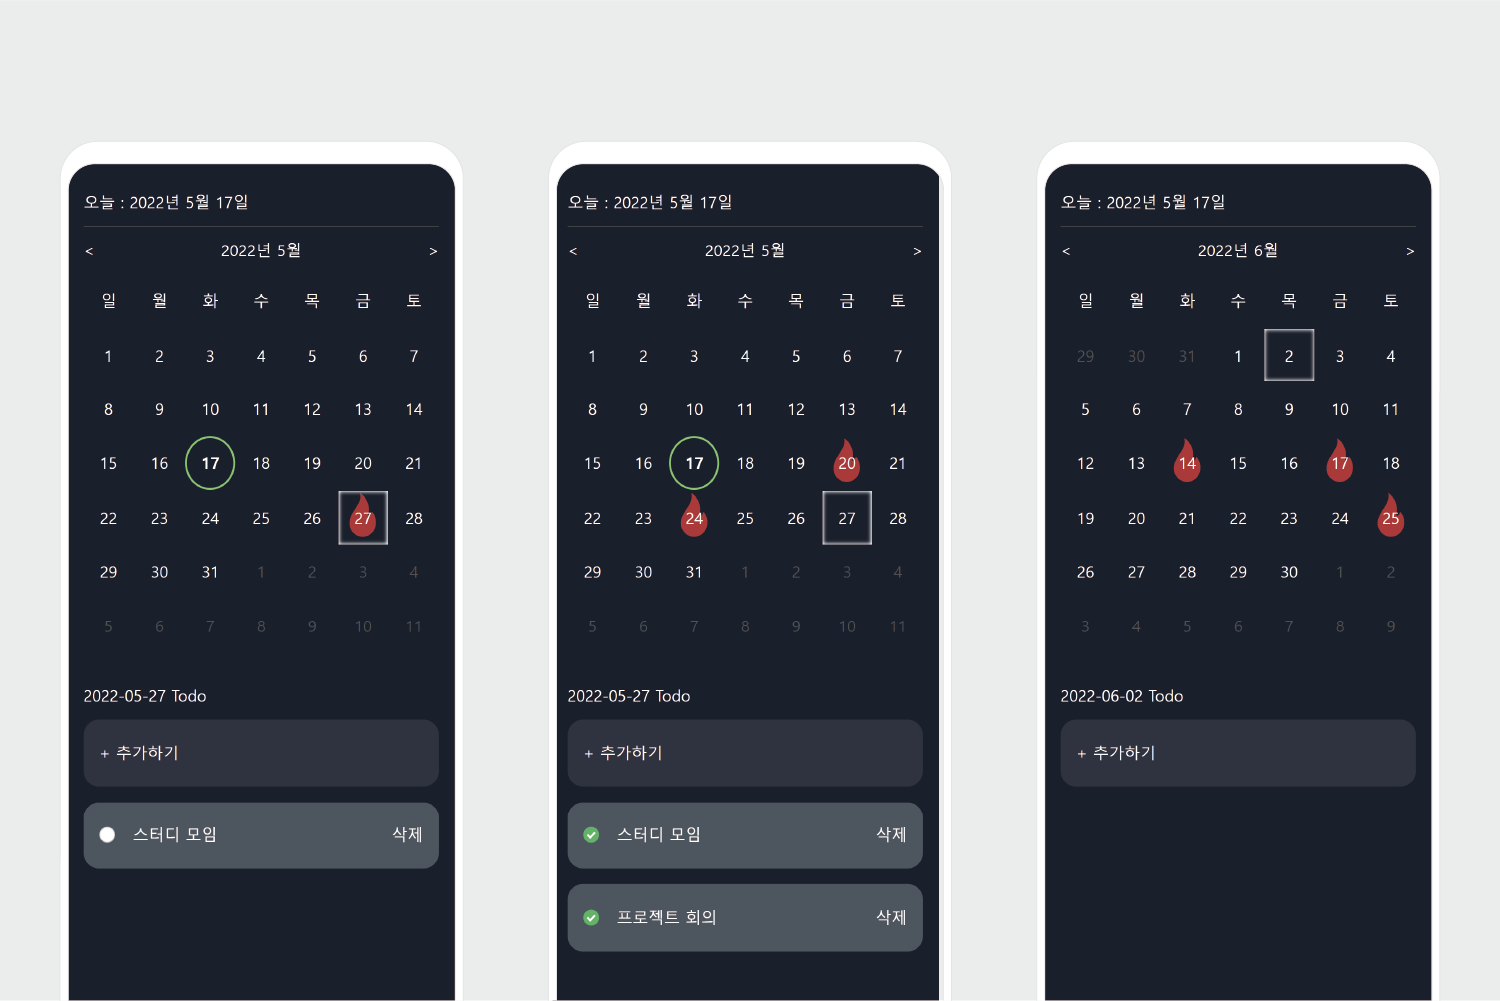 오늘 : 2022년 5월 17일
< 2022년 5월 >
일 월 화 수 목 금 토
1 2 3 4 5 6 7
8 9 10 11 12 13 14
15 16 17 18 19 20 21
22 23 24 25 26 27 28
29 30 31 1 2 3 4
5 6 7 8 9 10 11
2022-05-27 Todo
+ 추가하기
스터디 모임 삭제
오늘 : 2022년 5월 17일
< 2022년 5월 >
일 월 화 수 목 금 토
1 2 3 4 5 6 7
8 9 10 11 12 13 14
15 16 17 18 19 20 21
22 23 24 25 26 27 28
29 30 31 1 2 3 4
5 6 7 8 9 10 11
2022-05-27 Todo
+ 추가하기
스터디 모임 삭제
프로젝트 회의 삭제
오늘 : 2022년 5월 17일
< 2022년 6월 >
일 월 화 수 목 금 토
29 30 31 1 2 3 4
5 6 7 8 9 10 11
12 13 14 15 16 17 18
19 20 21 22 23 24 25
26 27 28 29 30 1 2
3 4 5 6 7 8 9
2022-06-02 Todo
+ 추가하기